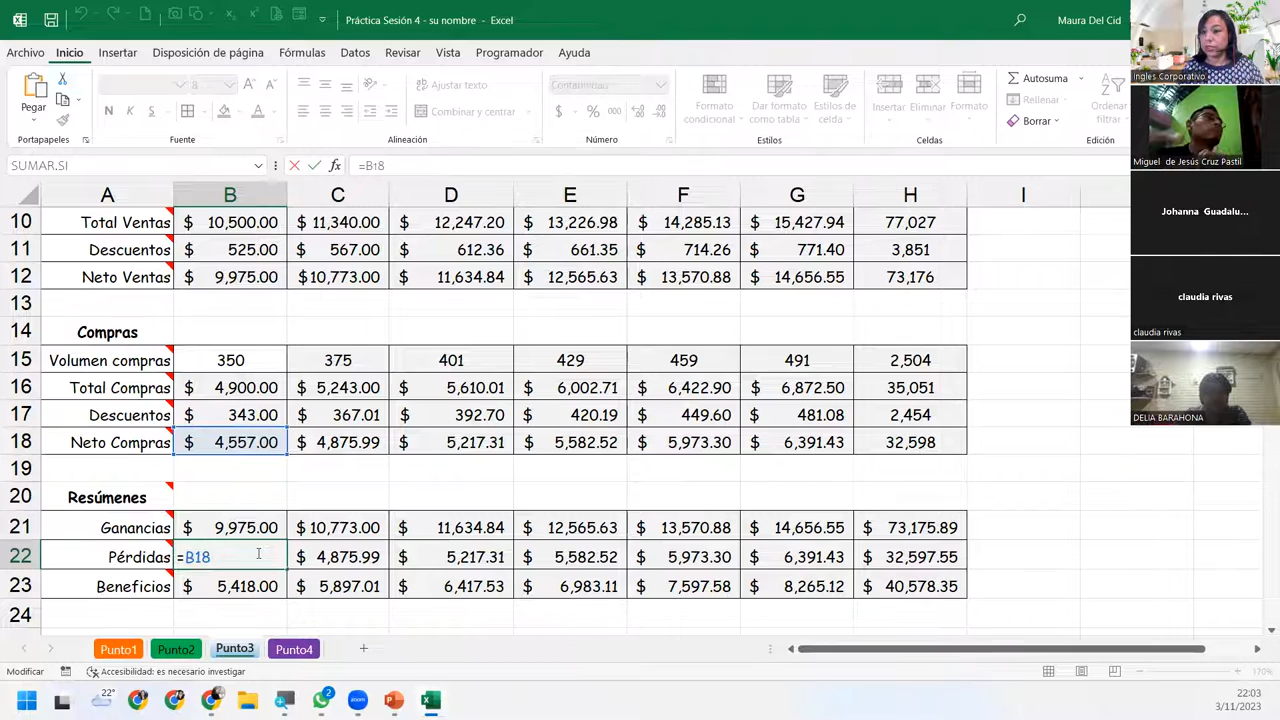 Práctica Sesión 4 - su nombre - Excel
Maura Del Cid
Archivo Inicio Insertar Disposición de página Fórmulas Datos Revisar Vista Programador Ayuda
Pegar
N K S
Formato condicional
Dar formato como tabla
Estilos de celdas
Insertar Eliminar Formato
Autosuma
Rellenar
Borrar
Ordenar
Combinar y centrar
Contabilidad
8
$ % 000
Portapapeles Fuente Alineación Número Estilos Celdas Edición
SUMAR.SI fx =B18
A B C D E F G H I
10 Total Ventas $ 10,500.00 $ 11,340.00 $ 12,247.20 $ 13,226.98 $ 14,285.13 $ 15,427.94 77,027
11 Descuentos $ 525.00 $ 567.00 $ 612.36 $ 661.35 $ 714.26 $ 771.40 3,851
12 Neto Ventas $ 9,975.00 $10,773.00 $ 11,634.84 $ 12,565.63 $ 13,570.88 $ 14,656.55 73,176
13
14 Compras
15 Volumen compras 350 375 401 429 459 491 2,504
16 Total Compras $ 4,900.00 $ 5,243.00 $ 5,610.01 $ 6,002.71 $ 6,422.90 $ 6,872.50 35,051
17 Descuentos $ 343.00 $ 367.01 $ 392.70 $ 420.19 $ 449.60 $ 481.08 2,454
18 Neto Compras $ 4,557.00 $ 4,875.99 $ 5,217.31 $ 5,582.52 $ 5,973.30 $ 6,391.43 32,598
19
20 Resúmenes
21 Ganancias $ 9,975.00 $10,773.00 $ 11,634.84 $ 12,565.63 $ 13,570.88 $ 14,656.55 $ 73,175.89
22 Pérdidas =B18 $ 4,875.99 $ 5,217.31 $ 5,582.52 $ 5,973.30 $ 6,391.43 $ 32,597.55
23 Beneficios $ 5,418.00 $ 5,897.01 $ 6,417.53 $ 6,983.11 $ 7,597.58 $ 8,265.12 $ 40,578.35
24
Punto1 Punto2 Punto3 Punto4
Modificar Accesibilidad: es necesario investigar 170%
22° 2
22:03
3/11/2023
Ingles Corporativo
Miguel de Jesús Cruz Pastil
Johanna Guadalu...
claudia rivas
claudia rivas
DELIA BARAHONA